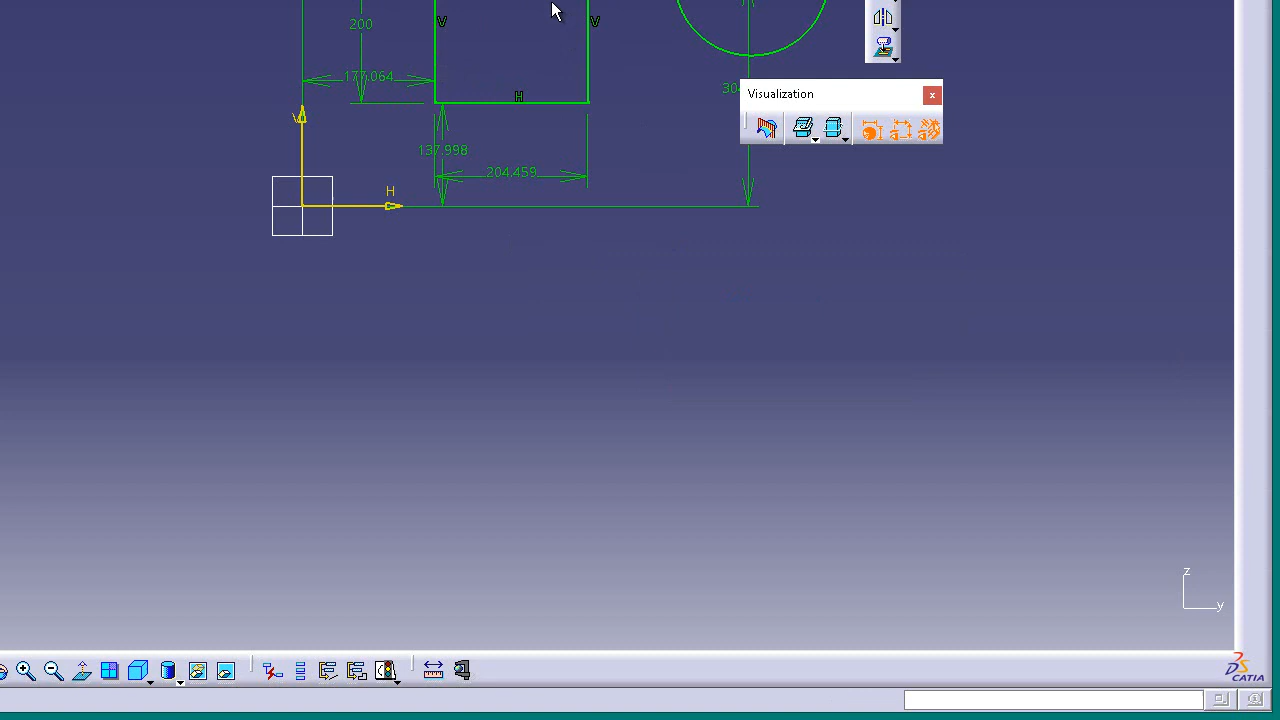 200
V
V
177,064
H
30
Visualization
V
137,998
204,459
H
z
y
CATIA